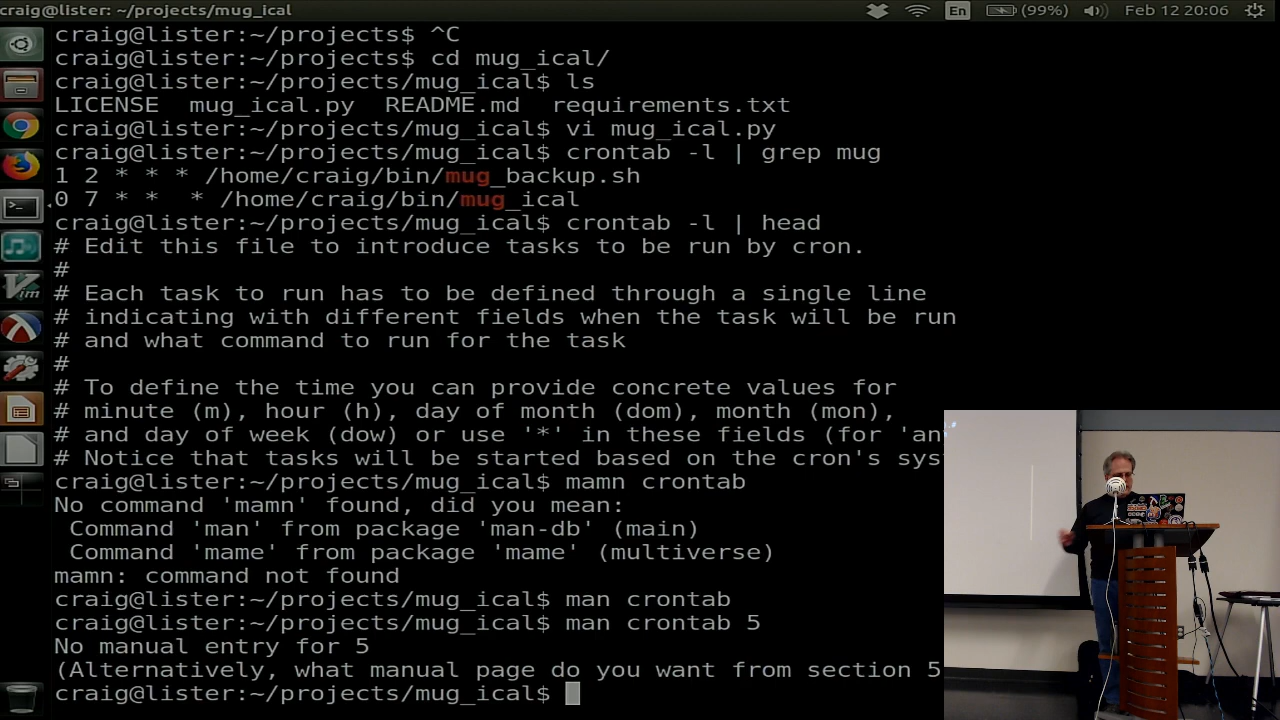 craig@lister: ~/projects/mug_ical
En
(99%)
Feb 12 20:06
craig@lister:~/projects$ ^C
craig@lister:~/projects$ cd mug_ical/
craig@lister:~/projects/mug_ical$ ls
LICENSE  mug_ical.py  README.md  requirements.txt
craig@lister:~/projects/mug_ical$ vi mug_ical.py
craig@lister:~/projects/mug_ical$ crontab -l | grep mug
1 2 * * * /home/craig/bin/mug_backup.sh
0 7 * *  * /home/craig/bin/mug_ical
craig@lister:~/projects/mug_ical$ crontab -l | head
# Edit this file to introduce tasks to be run by cron.
#
# Each task to run has to be defined through a single line
# indicating with different fields when the task will be run
# and what command to run for the task
#
# To define the time you can provide concrete values for
# minute (m), hour (h), day of month (dom), month (mon),
# and day of week (dow) or use '*' in these fields (for 'an
# Notice that tasks will be started based on the cron's sys
craig@lister:~/projects/mug_ical$ mamn crontab
No command 'mamn' found, did you mean:
 Command 'man' from package 'man-db' (main)
 Command 'mame' from package 'mame' (multiverse)
mamn: command not found
craig@lister:~/projects/mug_ical$ man crontab
craig@lister:~/projects/mug_ical$ man crontab 5
No manual entry for 5
(Alternatively, what manual page do you want from section 5
craig@lister:~/projects/mug_ical$